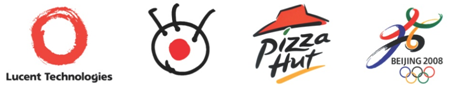 Lucent Technologies
Pizza
Hut
BEIJING 2008